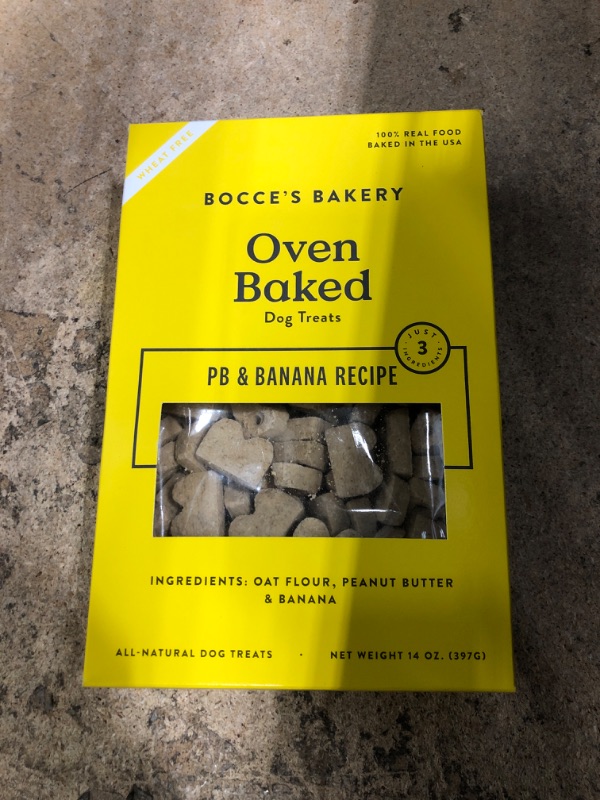 WHEAT FREE
100% REAL FOOD
BAKED IN THE USA
BOCCE'S BAKERY
Oven
Baked
Dog Treats
JUST
3
INGREDIENTS
PB & BANANA RECIPE
INGREDIENTS: OAT FLOUR, PEANUT BUTTER
& BANANA
ALL-NATURAL DOG TREATS · NET WEIGHT 14 OZ. (397G)